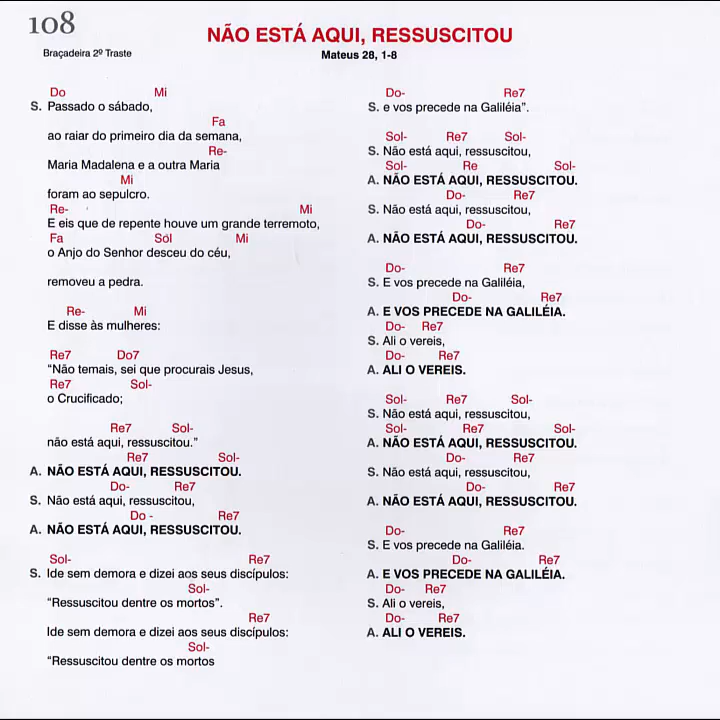 108
NÃO ESTÁ AQUI, RESSUSCITOU
Braçadeira 2º Traste
Mateus 28, 1-8
Do Mi
S. Passado o sábado,
Fa
ao raiar do primeiro dia da semana,
Re-
Maria Madalena e a outra Maria
Mi
foram ao sepulcro.
Re- Mi
E eis que de repente houve um grande terremoto,
Fa Sol Mi
o Anjo do Senhor desceu do céu,
removeu a pedra.
Re- Mi
E disse às mulheres:
Re7 Do7
“Não temais, sei que procurais Jesus,
Re7 Sol-
o Crucificado;
Re7 Sol-
não está aqui, ressuscitou.”
Re7 Sol-
A. NÃO ESTÁ AQUI, RESSUSCITOU.
Do- Re7
S. Não está aqui, ressuscitou,
Do - Re7
A. NÃO ESTÁ AQUI, RESSUSCITOU.
Sol- Re7
S. Ide sem demora e dizei aos seus discípulos:
Sol-
“Ressuscitou dentre os mortos”.
Re7
Ide sem demora e dizei aos seus discípulos:
Sol-
“Ressuscitou dentre os mortos
Do- Re7
S. e vos precede na Galiléia”.
Sol- Re7 Sol-
S. Não está aqui, ressuscitou,
Sol- Re Sol-
A. NÃO ESTÁ AQUI, RESSUSCITOU.
Do- Re7
S. Não está aqui, ressuscitou,
Do- Re7
A. NÃO ESTÁ AQUI, RESSUSCITOU.
Do- Re7
S. E vos precede na Galiléia,
Do- Re7
A. E VOS PRECEDE NA GALILÉIA.
Do- Re7
S. Ali o vereis,
Do- Re7
A. ALI O VEREIS.
Sol- Re7 Sol-
S. Não está aqui, ressuscitou,
Sol- Re7 Sol-
A. NÃO ESTÁ AQUI, RESSUSCITOU.
Do- Re7
S. Não está aqui, ressuscitou,
Do- Re7
A. NÃO ESTÁ AQUI, RESSUSCITOU.
Do- Re7
S. E vos precede na Galiléia.
Do- Re7
A. E VOS PRECEDE NA GALILÉIA.
Do- Re7
S. Ali o vereis,
Do- Re7
A. ALI O VEREIS.